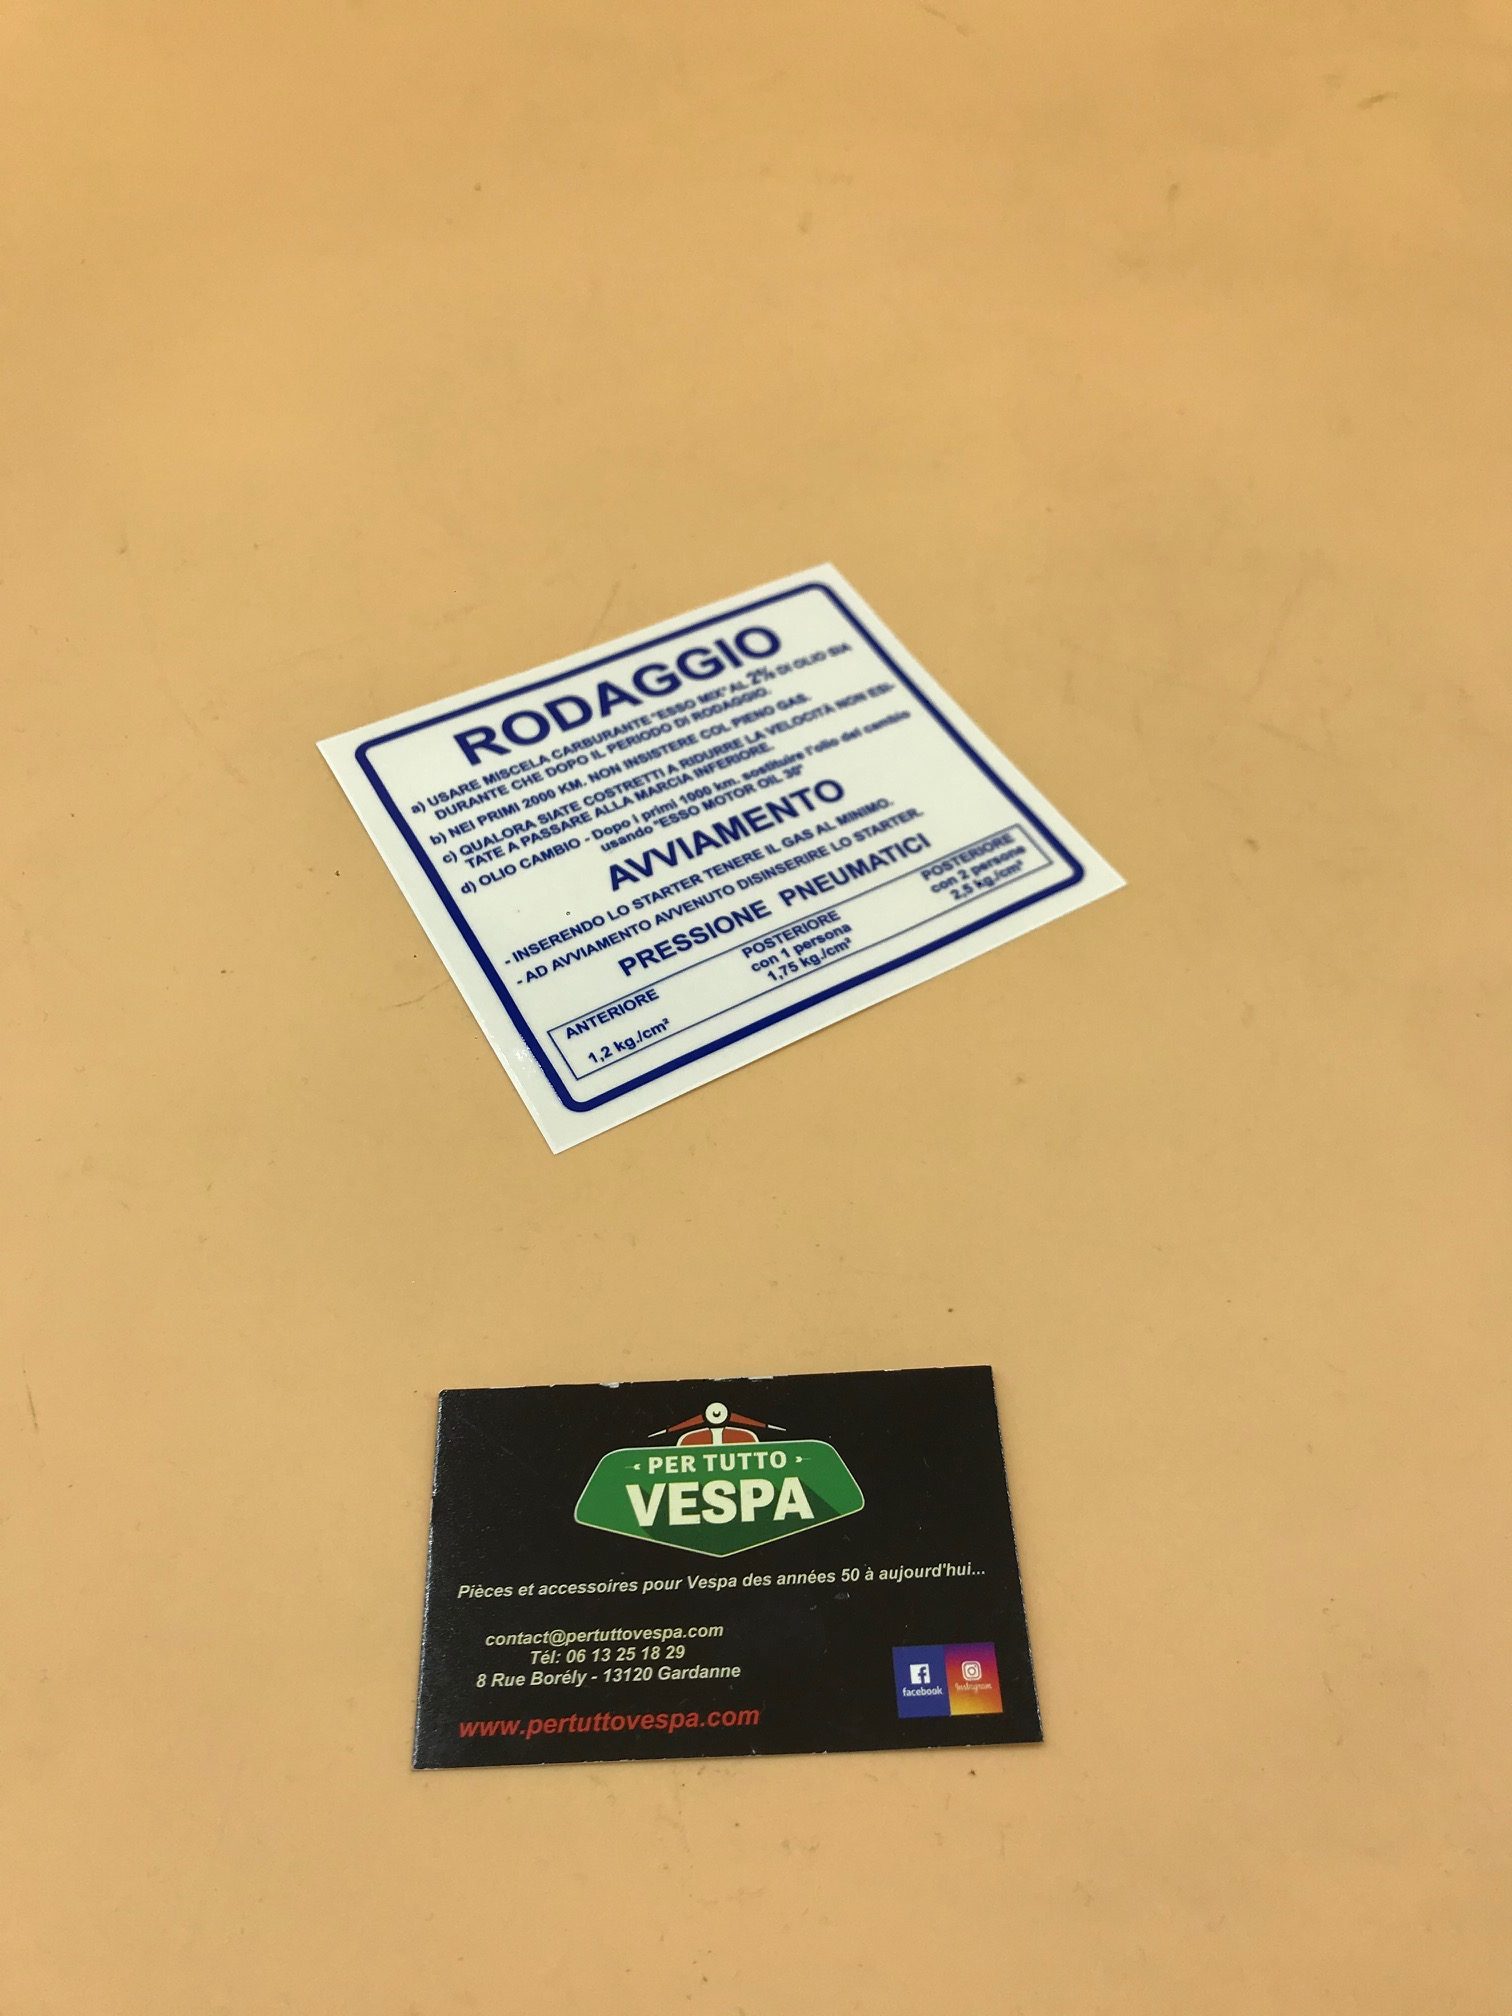 RODAGGIO
a) USARE MISCELA CARBURANTE "ESSO MIX" AL 2% DI OLIO SIA
DURANTE CHE DOPO IL PERIODO DI RODAGGIO.
b) NEI PRIMI 2000 KM. NON INSISTERE COL PIENO GAS.
c) QUALORA SIATE COSTRETTI A RIDURRE LA VELOCITÀ NON ESI-
TATE A PASSARE ALLA MARCIA INFERIORE.
d) OLIO CAMBIO - Dopo i primi 1000 km. sostituire l'olio del cambio
usando "ESSO MOTOR OIL 30"
AVVIAMENTO
- INSERENDO LO STARTER TENERE IL GAS AL MINIMO.
- AD AVVIAMENTO AVVENUTO DISINSERIRE LO STARTER.
PRESSIONE PNEUMATICI
ANTERIORE
1,2 kg./cm²
POSTERIORE
con 1 persona
1,75 kg./cm²
POSTERIORE
con 2 persone
2,5 kg./cm²
PER TUTTO
VESPA
Pièces et accessoires pour Vespa des années 50 à aujourd'hui...
contact@pertuttovespa.com
Tél: 06 13 25 18 29
8 Rue Borély - 13120 Gardanne
www.pertuttovespa.com
facebook
Instagram